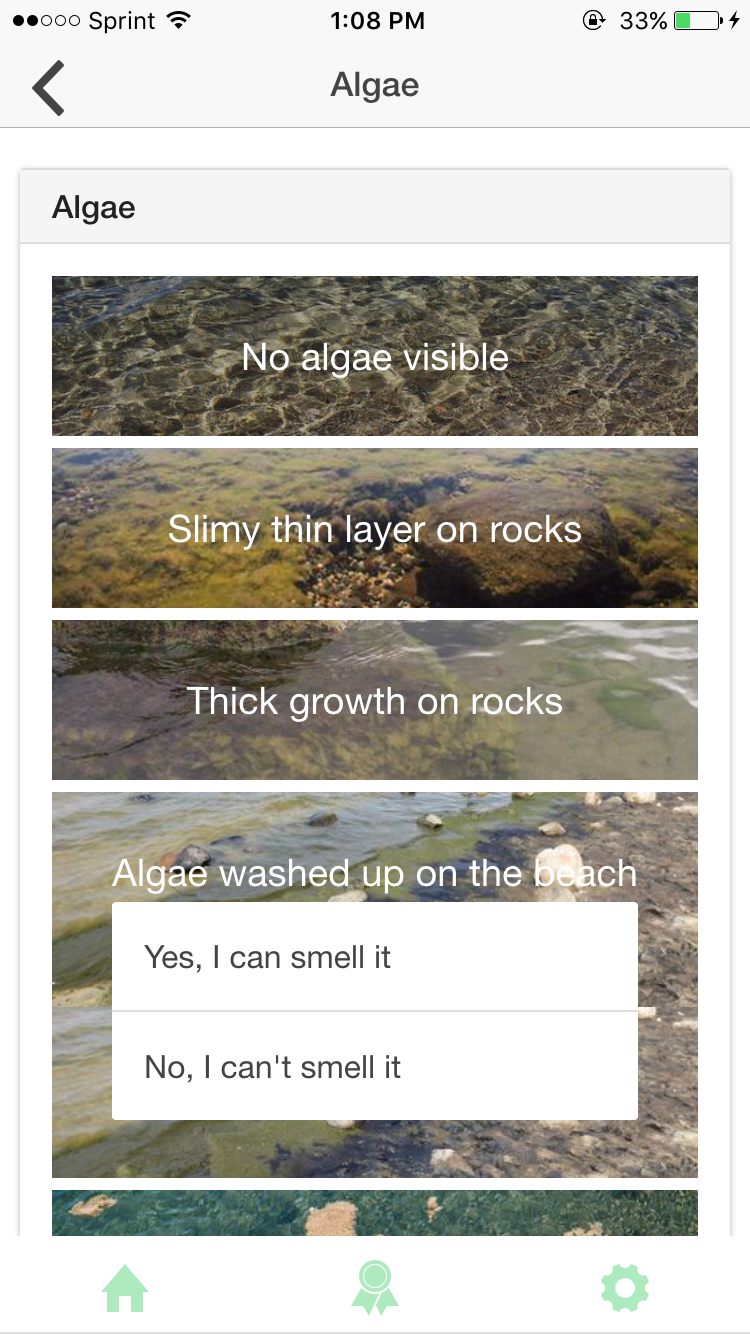 Sprint 1:08 PM 33%
Algae
Algae
No algae visible
Slimy thin layer on rocks
Thick growth on rocks
Algae washed up on the beach
Yes, I can smell it
No, I can't smell it